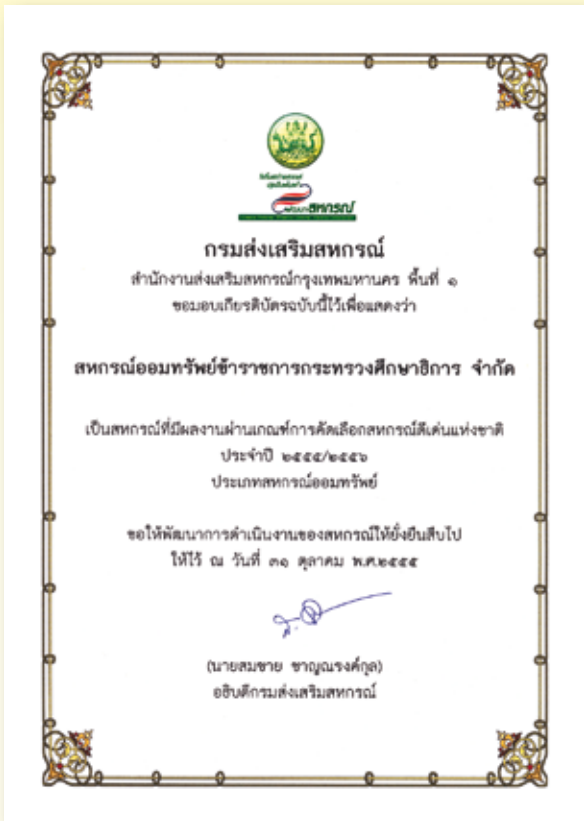 พัฒนาสหกรณ์
กรมส่งเสริมสหกรณ์
สำนักงานส่งเสริมสหกรณ์กรุงเทพมหานคร พื้นที่ ๑
ขอมอบเกียรติบัตรฉบับนี้ไว้เพื่อแสดงว่า
สหกรณ์ออมทรัพย์ข้าราชการกระทรวงศึกษาธิการ จำกัด
เป็นสหกรณ์ที่มีผลงานผ่านเกณฑ์การคัดเลือกสหกรณ์ดีเด่นแห่งชาติ
ประจำปี ๒๕๕๕/๒๕๕๖
ประเภทสหกรณ์ออมทรัพย์
ขอให้พัฒนาการดำเนินงานของสหกรณ์ให้ยั่งยืนสืบไป
ให้ไว้ ณ วันที่ ๓๑ ตุลาคม พ.ศ.๒๕๕๕
(นายสมชาย ชาญณรงค์กุล)
อธิบดีกรมส่งเสริมสหกรณ์